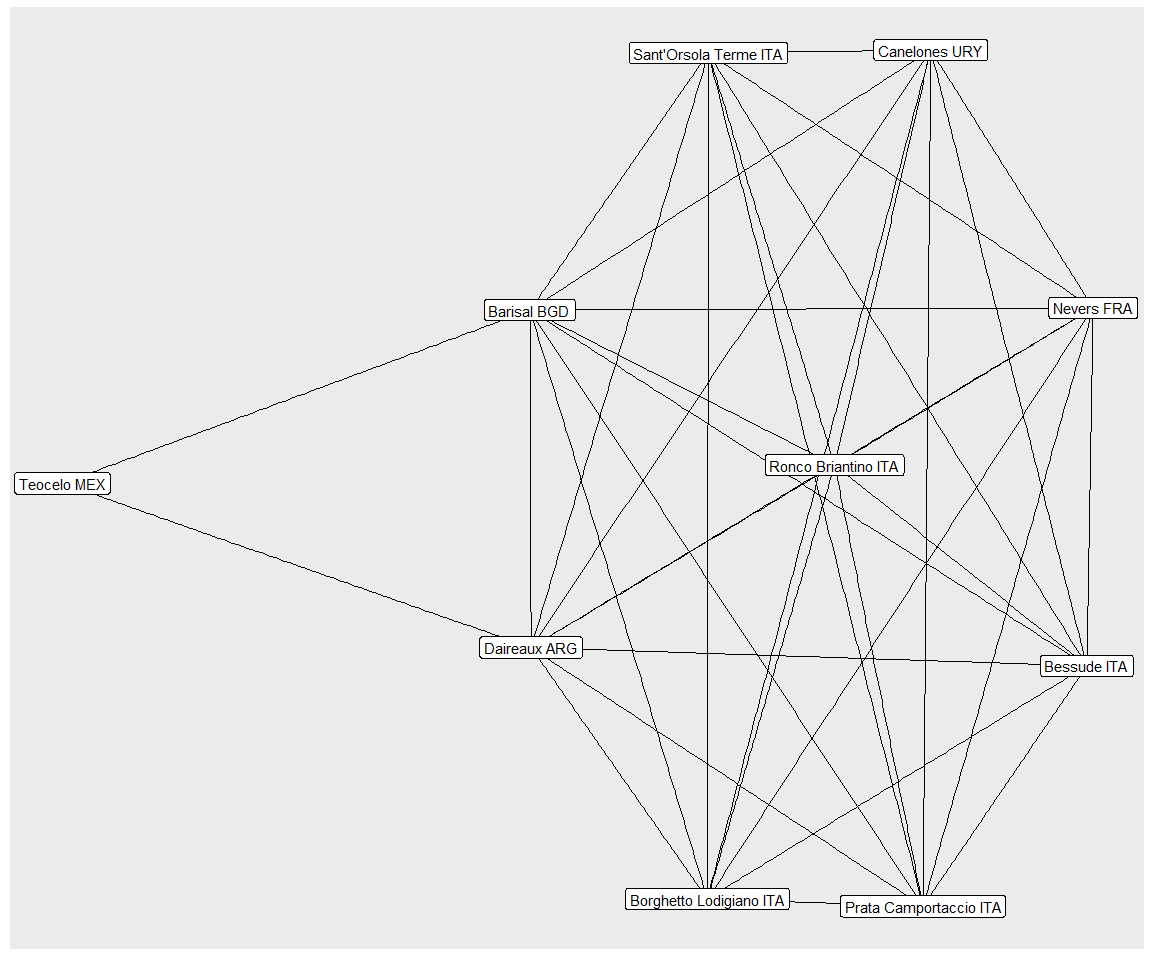 Sant'Orsola Terme ITA
Canelones URY
Barisal BGD
Nevers FRA
Ronco Briantino ITA
Teocelo MEX
Daireaux ARG
Bessude ITA
Borghetto Lodigiano ITA
Prata Camportaccio ITA